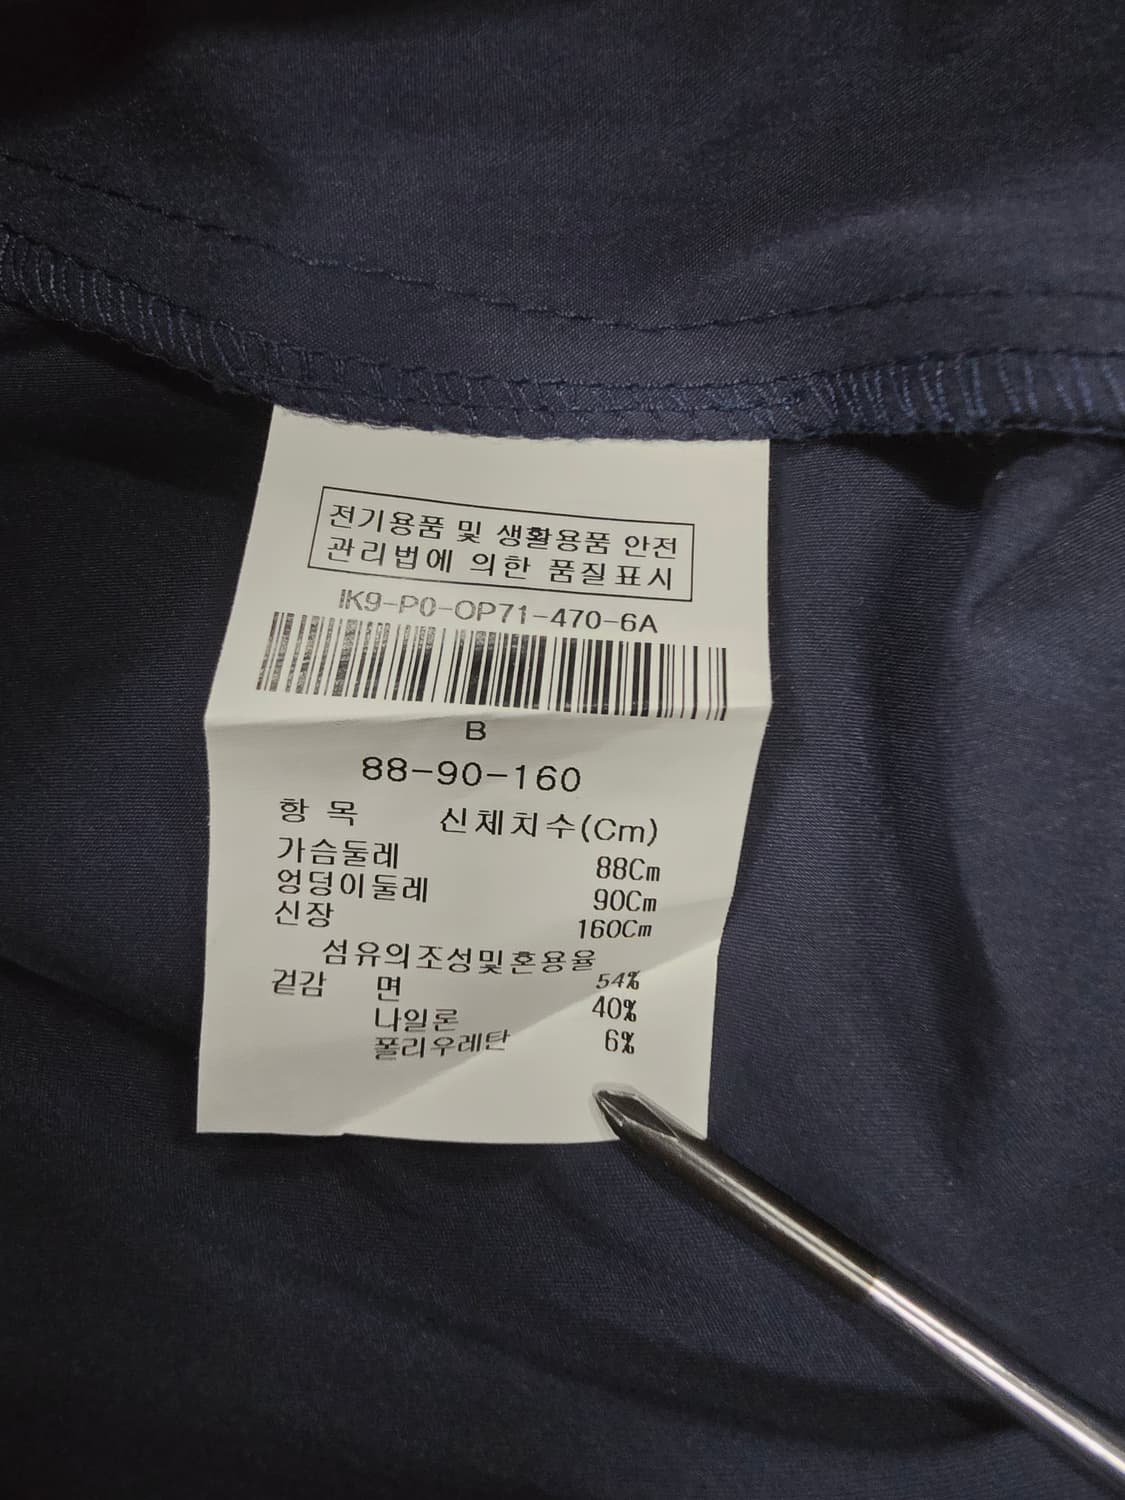 전기용품 및 생활용품 안전
관리법에 의한 품질표시
IK9-P0-OP71-470-6A
B
88-90-160
항 목 신체치수(Cm)
가슴둘레 88Cm
엉덩이둘레 90Cm
신장 160Cm
섬유의조성및혼용율
겉감 면 54%
나일론 40%
폴리우레탄 6%